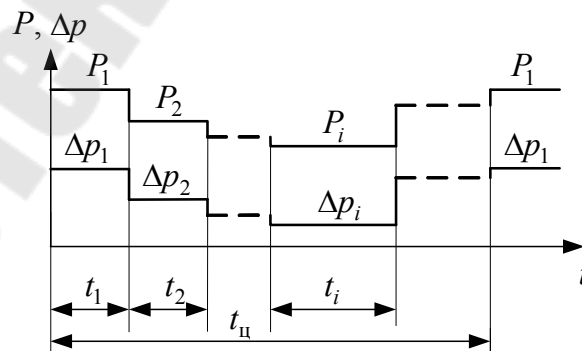 P, Δp
P₁ P₂ Pᵢ P₁
Δp₁ Δp₂ Δpᵢ Δp₁
t
t₁ t₂ tᵢ
tц